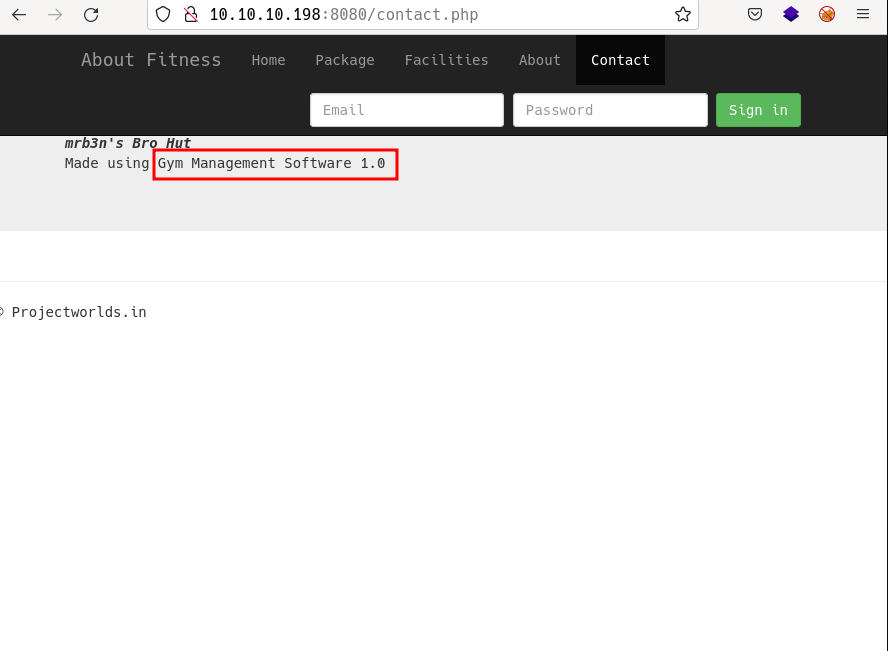 10.10.10.198:8080/contact.php
About Fitness Home Package Facilities About Contact
Email Password Sign in
mrb3n's Bro Hut
Made using Gym Management Software 1.0
© Projectworlds.in